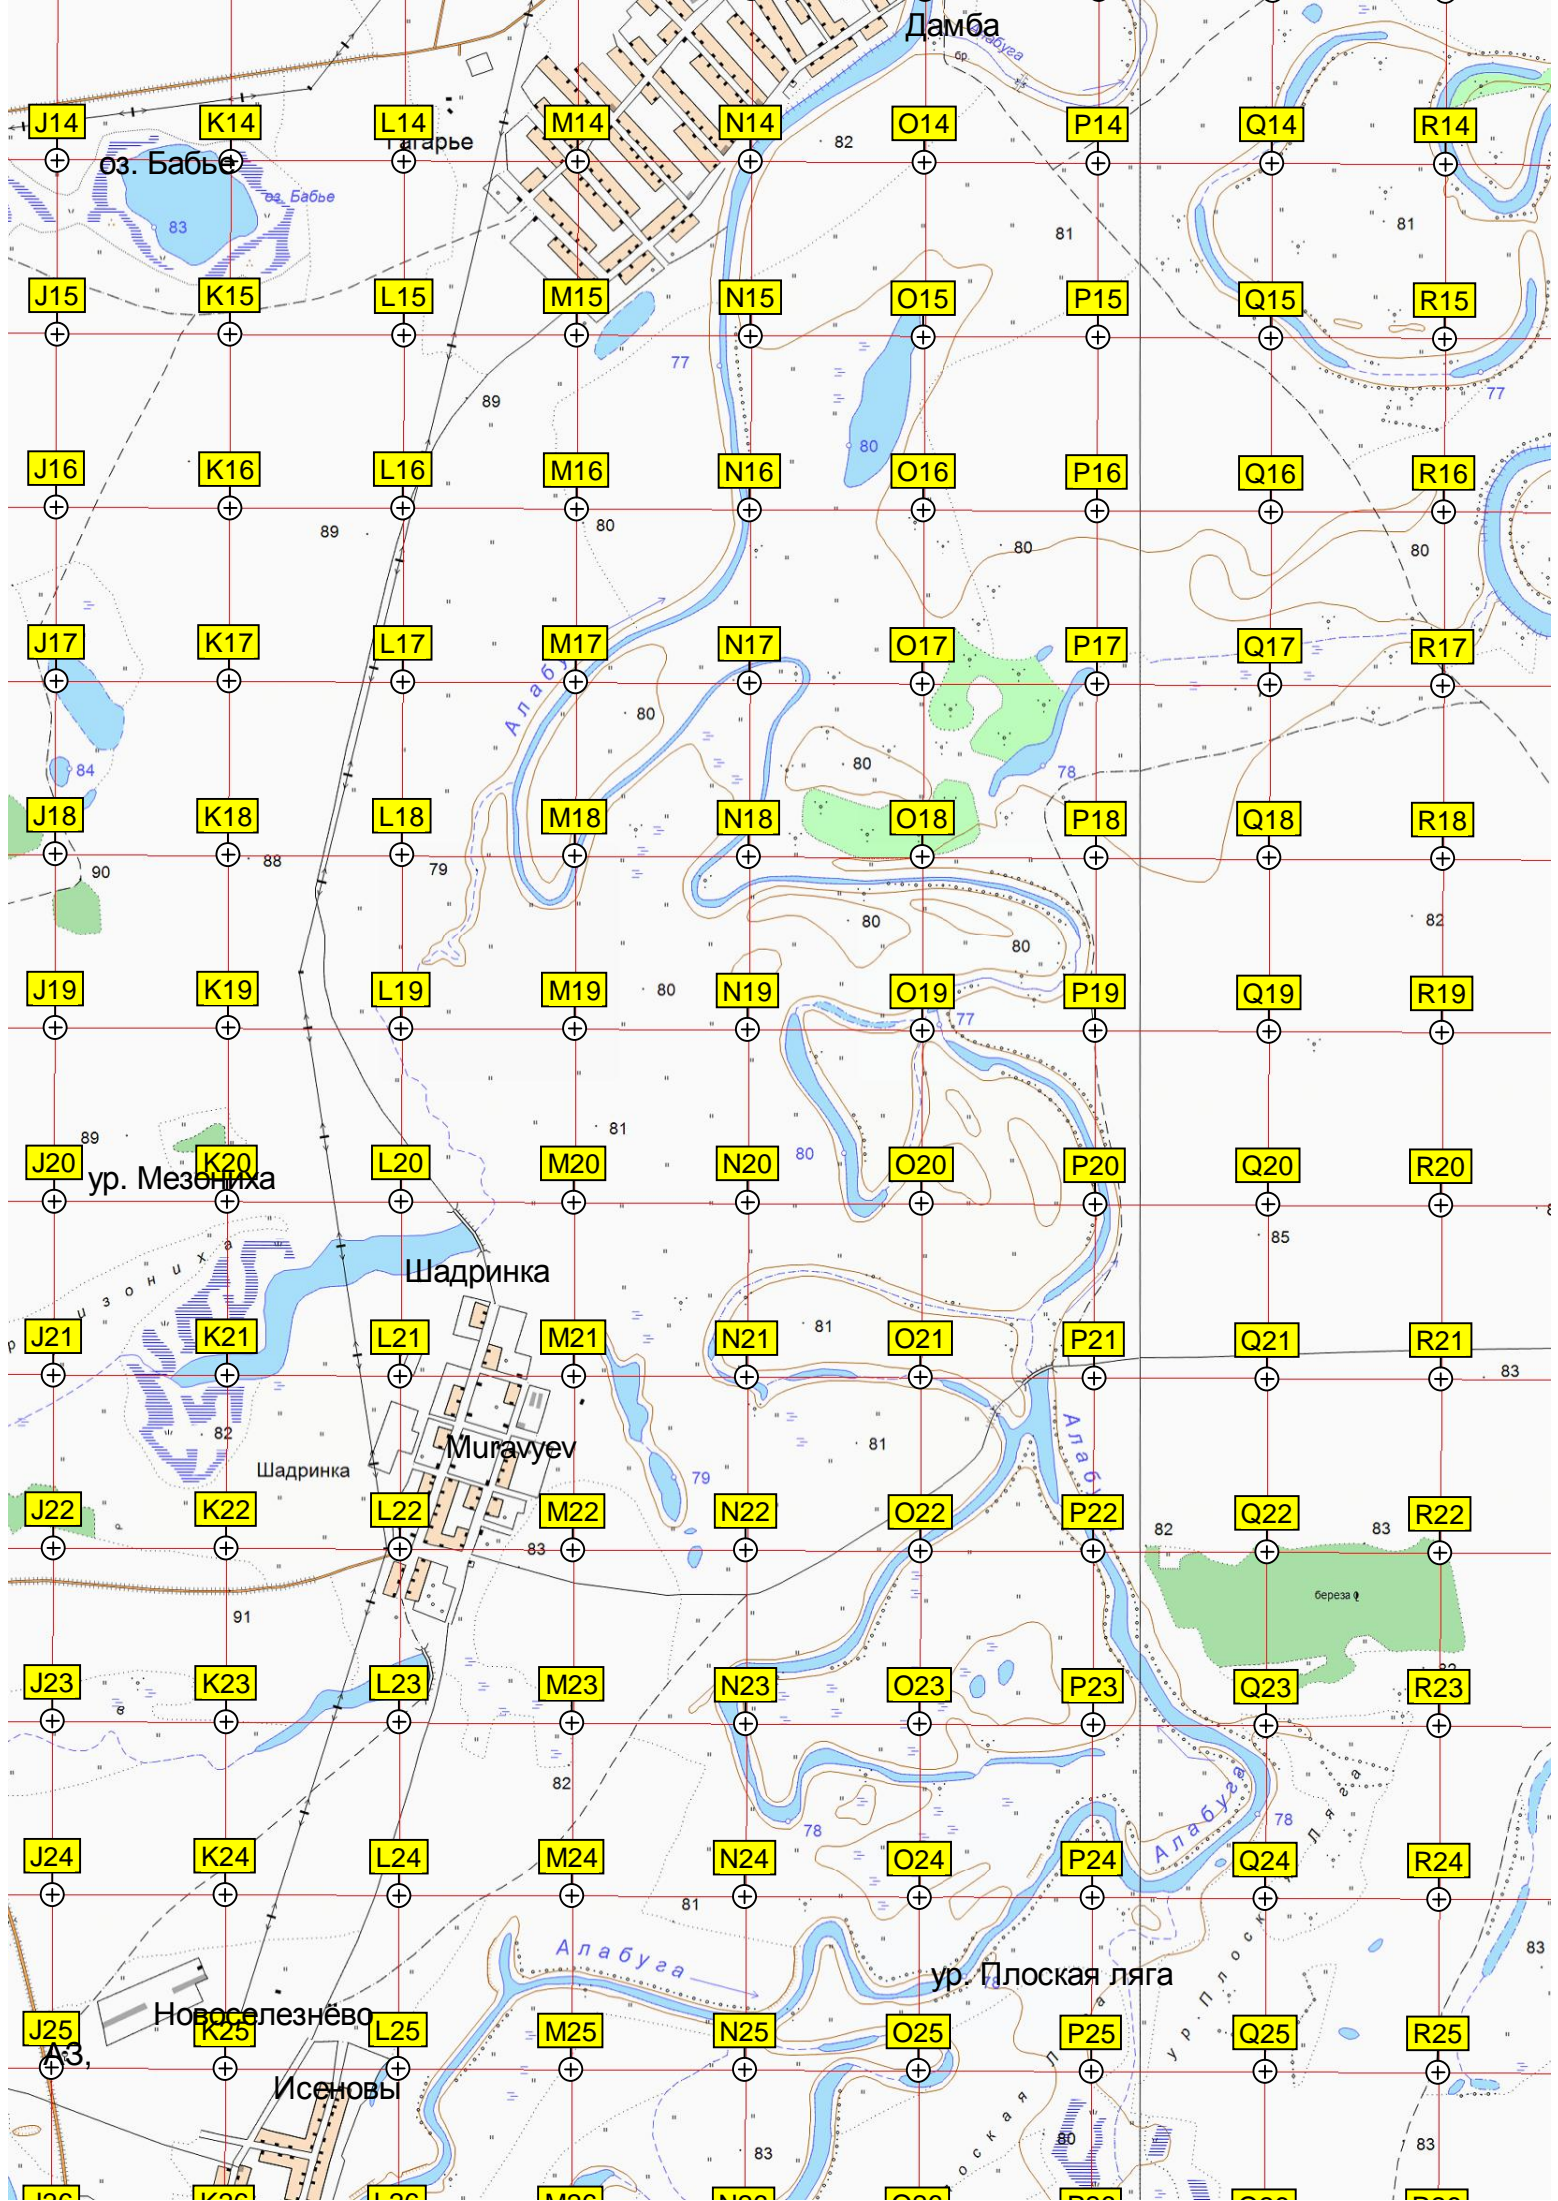 Дамба
Алабуга
бр.
J14 K14 L14 M14 N14 O14 P14 Q14 R14
82
оз. Бабье
оз. Бабье
83
81
81
J15 K15 L15 M15 N15 O15 P15 Q15 R15
77
89
80
77
J16 K16 L16 M16 N16 O16 P16 Q16 R16
89
80
80
80
J17 K17 L17 M17 N17 O17 P17 Q17 R17
80
84
80
78
J18 K18 L18 M18 N18 O18 P18 Q18 R18
90
88
79
80
82
80
J19 K19 L19 M19 N19 O19 P19 Q19 R19
80
77
89
81
80
J20 K20 L20 M20 N20 O20 P20 Q20 R20
ур. Мезониха
85
Шадринка
J21 K21 L21 M21 N21 O21 P21 Q21 R21
81
83
82
Muravyev
81
Шадринка
79
J22 K22 L22 M22 N22 O22 P22 Q22 R22
83
82
83
береза
91
J23 K23 L23 M23 N23 O23 P23 Q23 R23
82
78
Алабуга
78
J24 K24 L24 M24 N24 O24 P24 Q24 R24
81
Алабуга
83
ур. Плоская ляга
Новоселезнёво
J25 K25 L25 M25 N25 O25 P25 Q25 R25
А3,
Исеновы
80
83
83